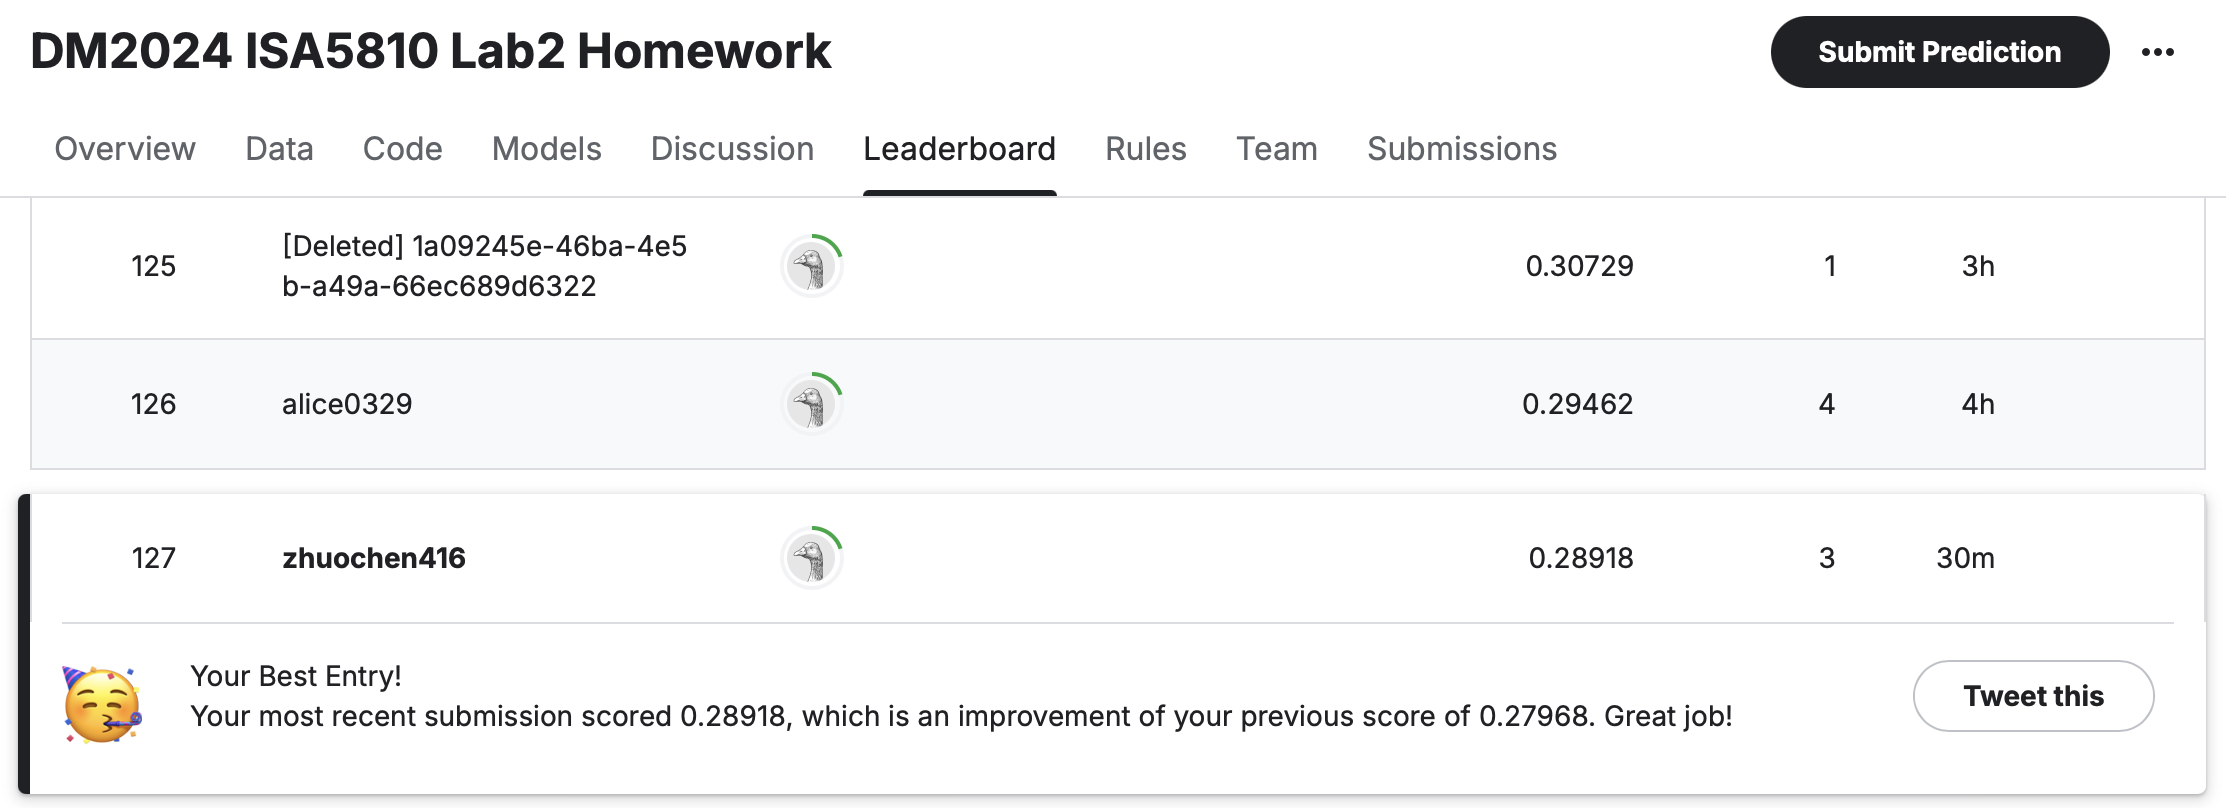 DM2024 ISA5810 Lab2 Homework
Submit Prediction
Overview Data Code Models Discussion Leaderboard Rules Team Submissions
125 [Deleted] 1a09245e-46ba-4e5 0.30729 1 3h
b-a49a-66ec689d6322
126 alice0329 0.29462 4 4h
127 zhuochen416 0.28918 3 30m
Your Best Entry!
Your most recent submission scored 0.28918, which is an improvement of your previous score of 0.27968. Great job!
Tweet this